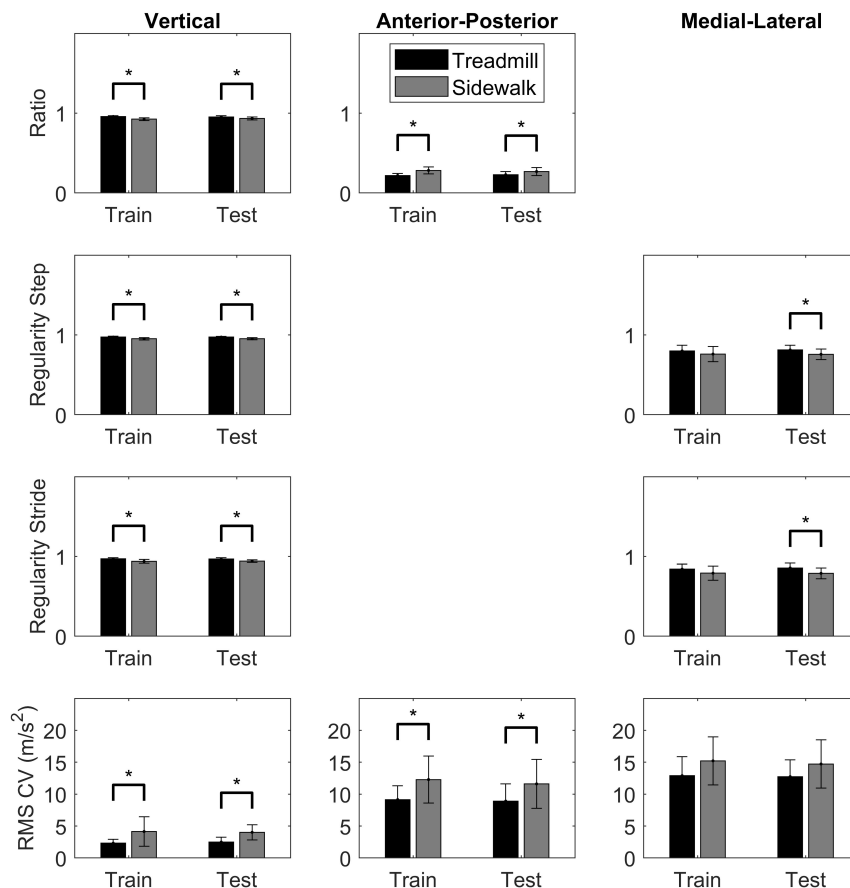 Vertical
Anterior-Posterior
Medial-Lateral
Ratio
1
0
*
*
Train
Test
Treadmill
Sidewalk
1
0
*
*
Train
Test
Regularity Step
1
0
*
*
Train
Test
1
0
*
Train
Test
Regularity Stride
1
0
*
*
Train
Test
1
0
*
Train
Test
RMS CV (m/s²)
20
15
10
5
0
*
*
Train
Test
20
15
10
5
0
*
*
Train
Test
20
15
10
5
0
Train
Test